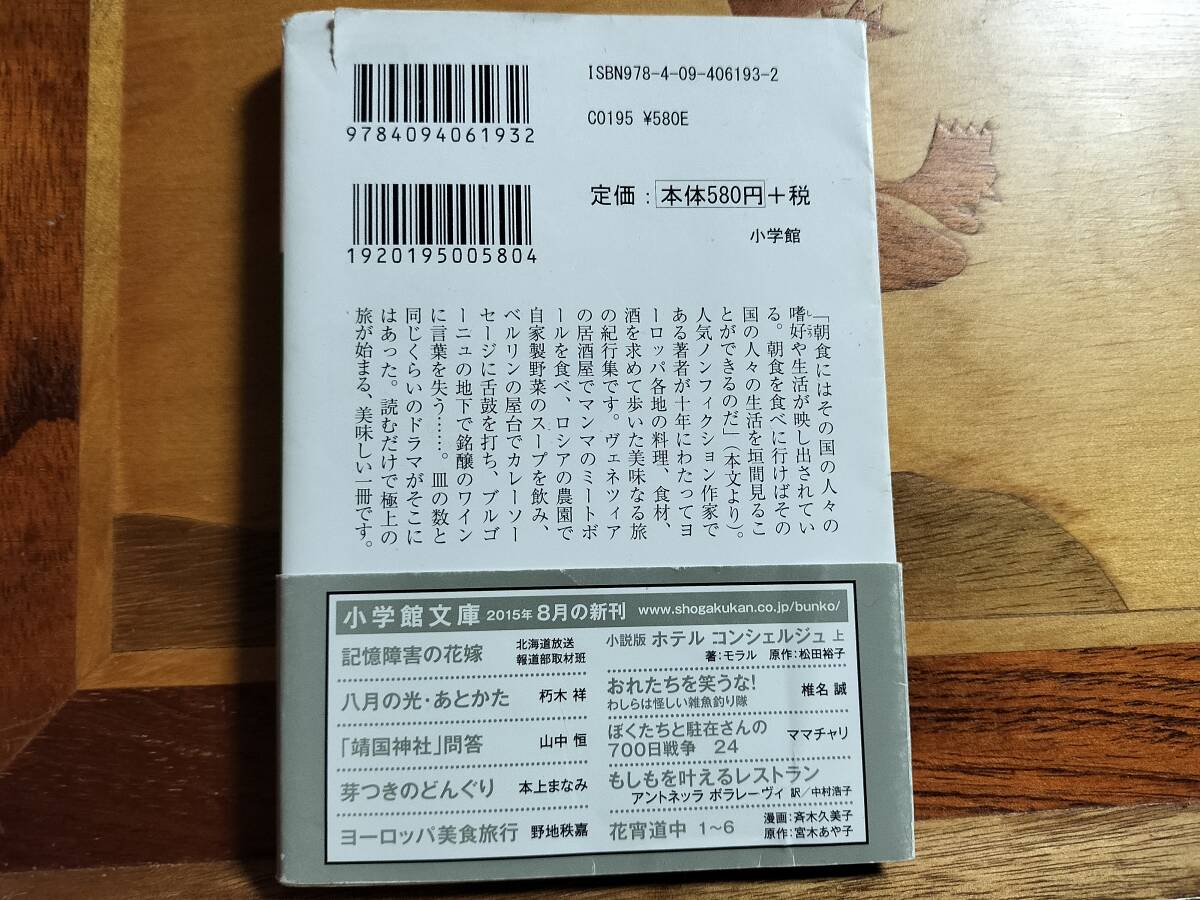 ISBN978-4-09-406193-2
C0195 ¥580E
9784094061932
定価：本体580円＋税
小学館
1920195005804
「朝食にはその国の人々の
嗜好や生活が映し出されてい
しこう
る。朝食を食べに行けばその
国の人々の生活を垣間見るこ
とができるのだ」（本文より）。
人気ノンフィクション作家で
ある著者が十年にわたってヨ
ーロッパ各地の料理、食材、
酒を求めて歩いた美味なる旅
の紀行集です。ヴェネツィア
の居酒屋でマンマのミートボ
ールを食べ、ロシアの農園で
自家製野菜のスープを飲み、
ベルリンの屋台でカレーソー
セージに舌鼓を打ち、ブルゴ
ーニュの地下で銘醸のワイン
に言葉を失う……。皿の数と
同じくらいのドラマがそこに
はあった。読むだけで極上の
旅が始まる、美味しい一冊です。
小学館文庫 2015年 8月の新刊 www.shogakukan.co.jp/bunko/
記憶障害の花嫁 北海道放送
報道部取材班
八月の光・あとかた 朽木 祥
「靖国神社」問答 山中 恒
芽つきのどんぐり 本上まなみ
ヨーロッパ美食旅行 野地秩嘉
小説版 ホテル コンシェルジュ 上
著：モラル 原作：松田裕子
おれたちを笑うな！ 椎名 誠
わしらは怪しい雑魚釣り隊
ぼくたちと駐在さんの ママチャリ
700日戦争 24
もしもを叶えるレストラン
アントネッラ ボラレーヴィ 訳／中村浩子
花宵道中 1〜6 漫画：斉木久美子
原作：宮木あや子